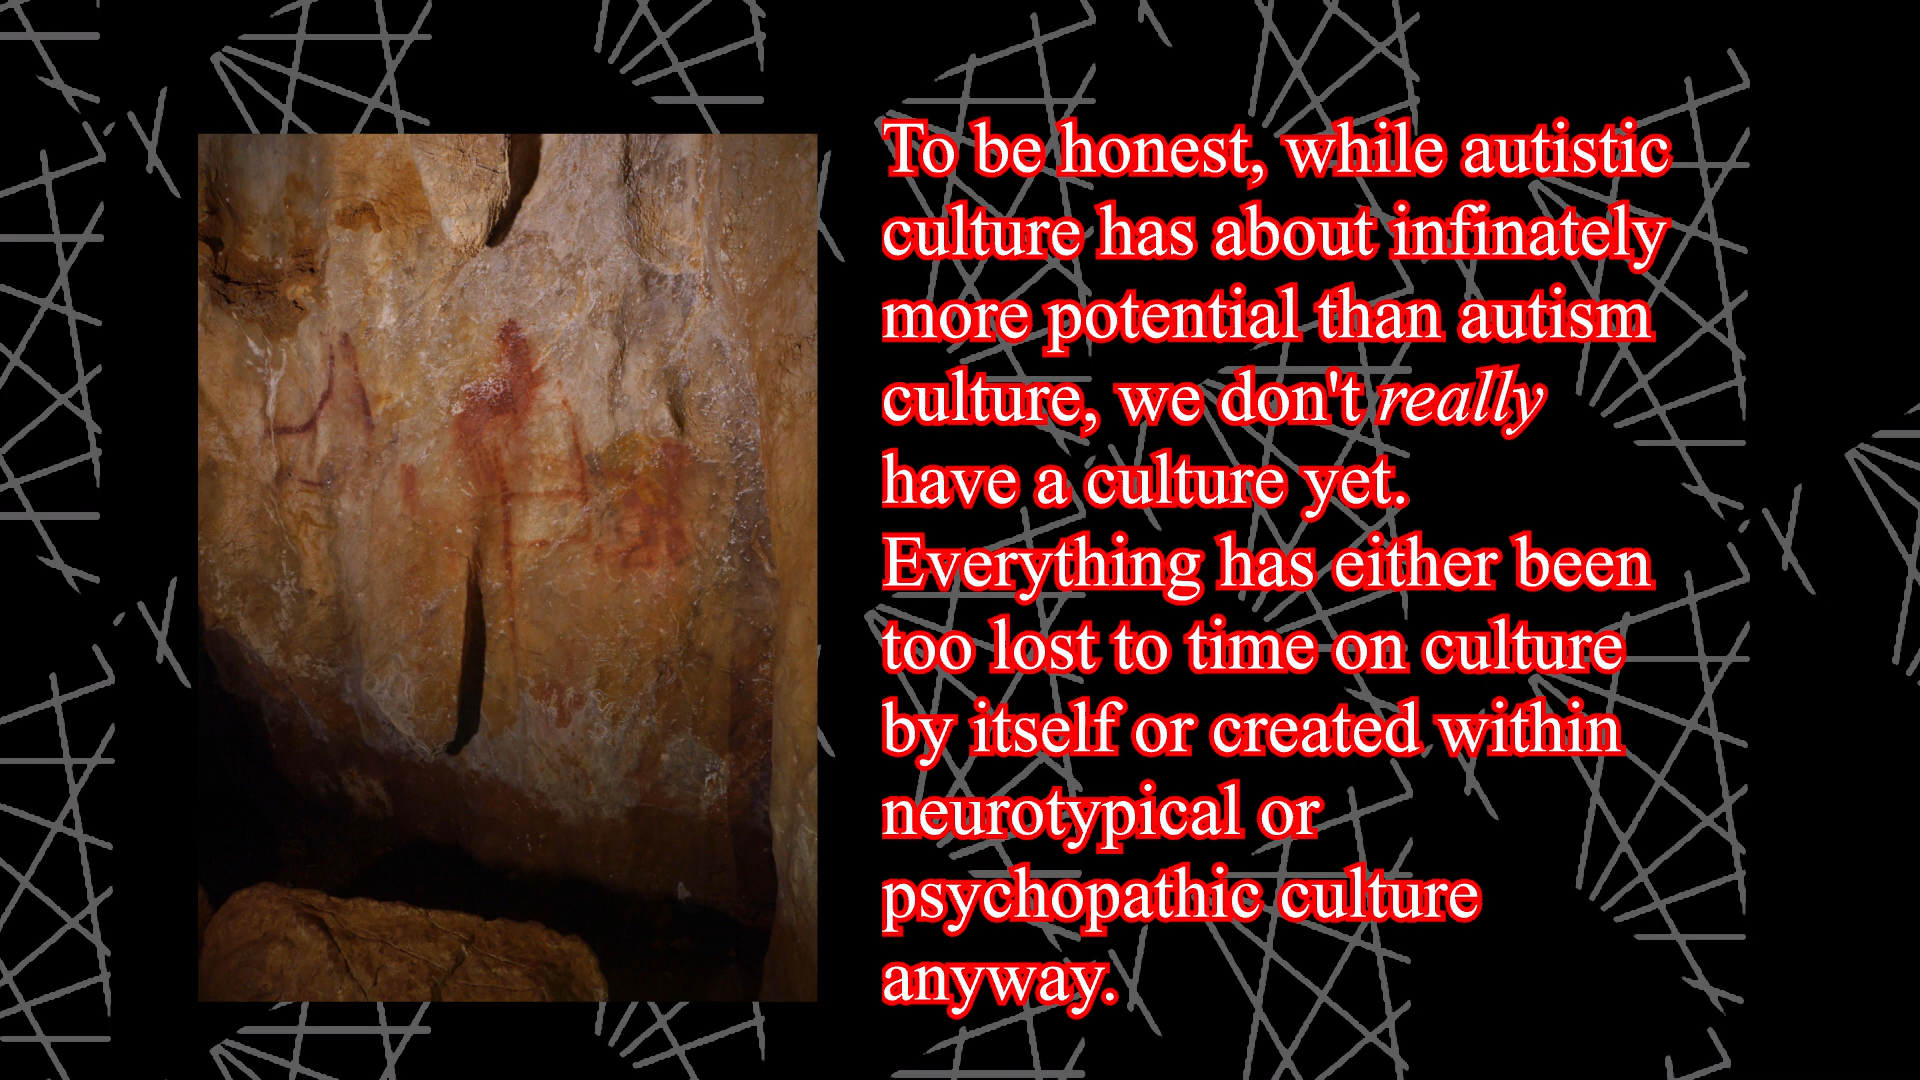 To be honest, while autistic
culture has about infinately
more potential than autism
culture, we don't really
have a culture yet.
Everything has either been
too lost to time on culture
by itself or created within
neurotypical or
psychopathic culture
anyway.